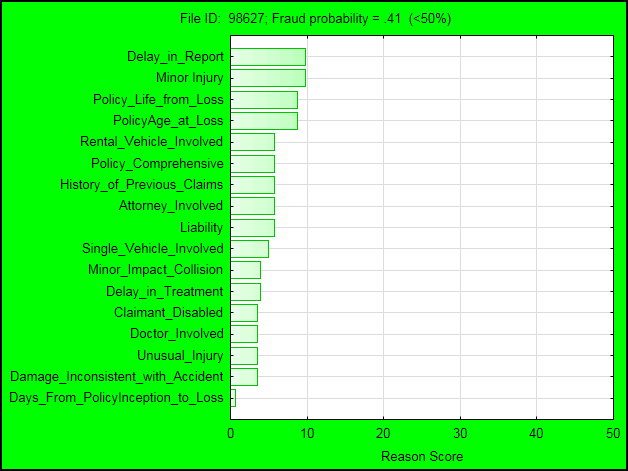 File ID:  98627; Fraud probability = .41  (<50%)
Delay_in_Report
Minor Injury
Policy_Life_from_Loss
PolicyAge_at_Loss
Rental_Vehicle_Involved
Policy_Comprehensive
History_of_Previous_Claims
Attorney_Involved
Liability
Single_Vehicle_Involved
Minor_Impact_Collision
Delay_in_Treatment
Claimant_Disabled
Doctor_Involved
Unusual_Injury
Damage_Inconsistent_with_Accident
Days_From_PolicyInception_to_Loss
0 10 20 30 40 50
Reason Score